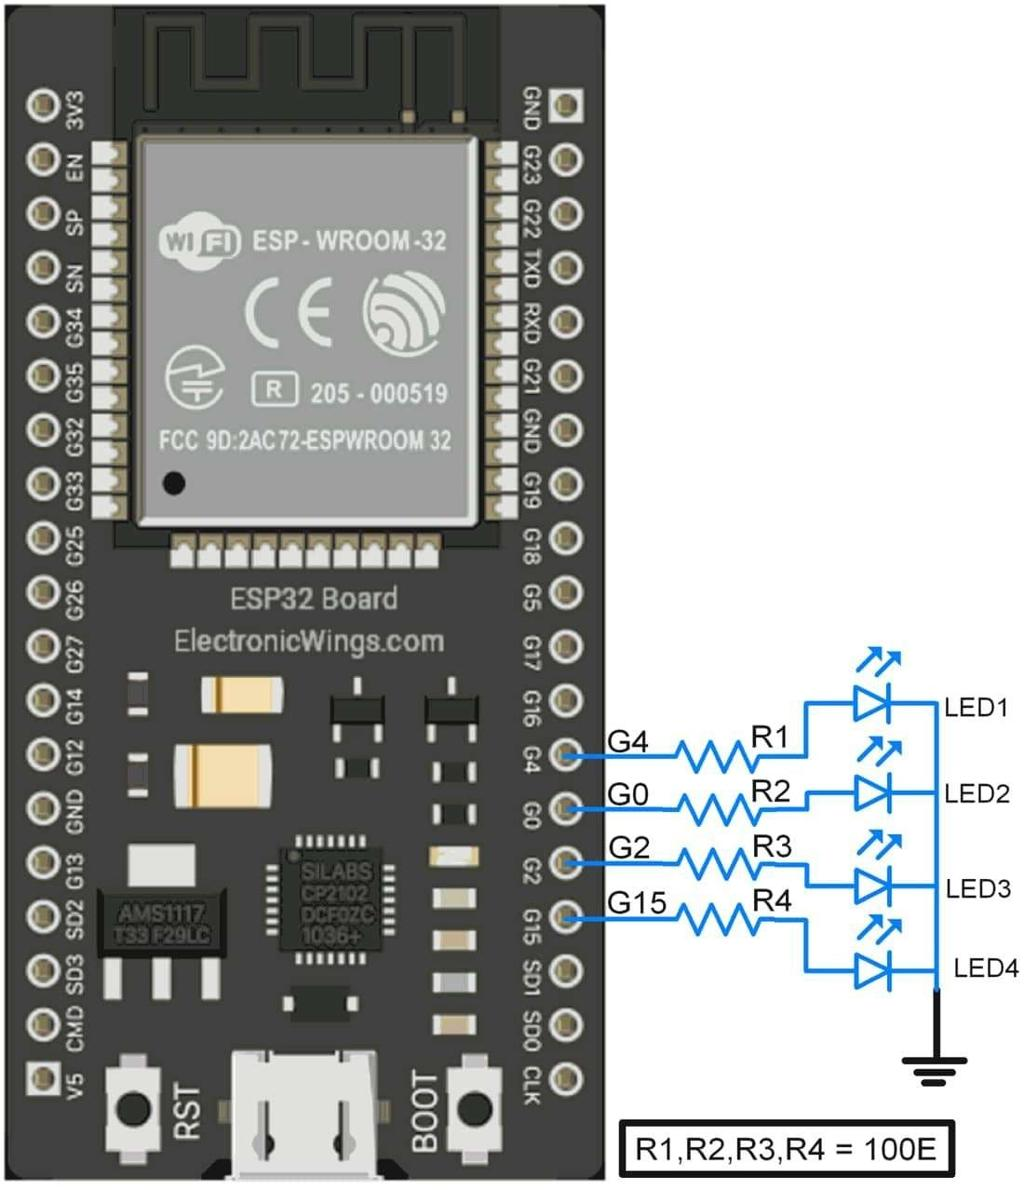 3V3
EN
SP
SN
G34
G35
G32
G33
G25
G26
G27
G14
G12
GND
G13
SD2
SD3
CMD
V5
WiFi ESP - WROOM -32
CE
R 205 - 000519
FCC 9D:2AC72-ESPWROOM 32
ESP32 Board
ElectronicWings.com
AMS1117
T33 F29LC
SILABS
CP2102
DCF0ZC
1036+
RST
BOOT
GND
G23
G22
TXD
RXD
G21
GND
G19
G18
G5
G17
G16
G4
G0
G2
G15
SD1
SD0
CLK
G4 R1 LED1
G0 R2 LED2
G2 R3 LED3
G15 R4 LED4
R1,R2,R3,R4 = 100E